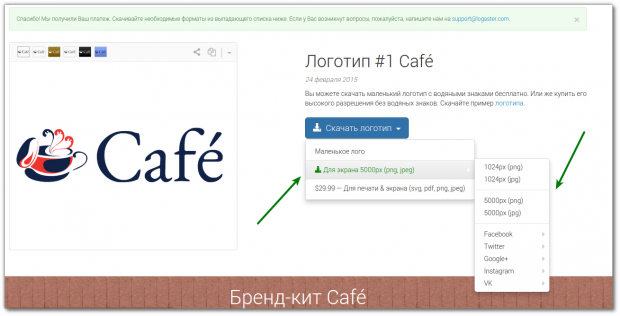 Спасибо! Мы получили Ваш платеж. Скачивайте необходимые форматы из выпадающего списка ниже. Если у Вас возникнут вопросы, пожалуйста, напишите нам на support@logaster.com
×
Логотип #1 Café
24 февраля 2015
Вы можете скачать маленький логотип с водяными знаками бесплатно. Или же купить его
высокого разрешения без водяных знаков. Скачайте пример логотипа.
Скачать логотип
Маленькое лого
Для экрана 5000px (png, jpeg)
$29.99 — Для печати & экрана (svg, pdf, png, jpeg)
1024px (png)
1024px (jpg)
5000px (png)
5000px (jpg)
Facebook
Twitter
Google+
Instagram
VK
Café
Бренд-кит Café